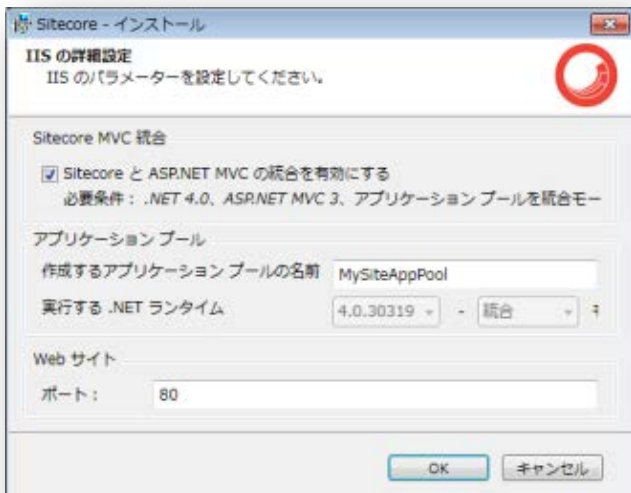 Sitecore - インストール
IIS の詳細設定
IIS のパラメーターを設定してください。
Sitecore MVC 統合
Sitecore と ASP.NET MVC の統合を有効にする
必要条件： .NET 4.0、ASP.NET MVC 3、アプリケーション プールを統合モー
アプリケーション プール
作成するアプリケーション プールの名前 MySiteAppPool
実行する .NET ランタイム 4.0.30319 - 統合
Web サイト
ポート： 80
OK キャンセル